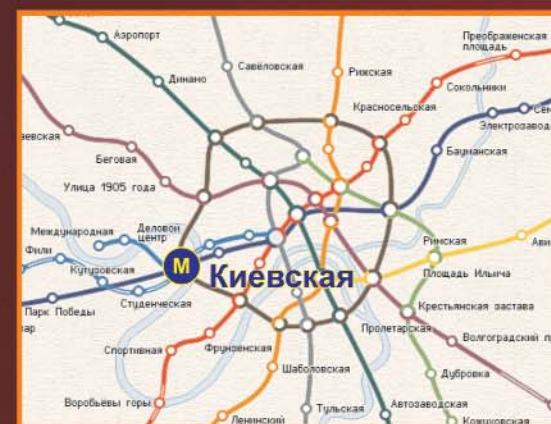 Аэропорт
Преображенская
площадь
Динамо
Савёловская
Рижская
Сокольники
Красносельская
Электрозавод
Беговая
Бауманская
Улица 1905 года
Международная
Деловой
центр
Римская
Фили
Ави
Кутузовская
М
Киевская
Площадь Ильича
Студенческая
Парк Победы
Крестьянская застава
Пролетарская
Волгоградский п
Спортивная
Фрунзенская
Шаболовская
Дубровка
Воробьёвы горы
Тульская
Автозаводская
Ленинский
Кожуховская